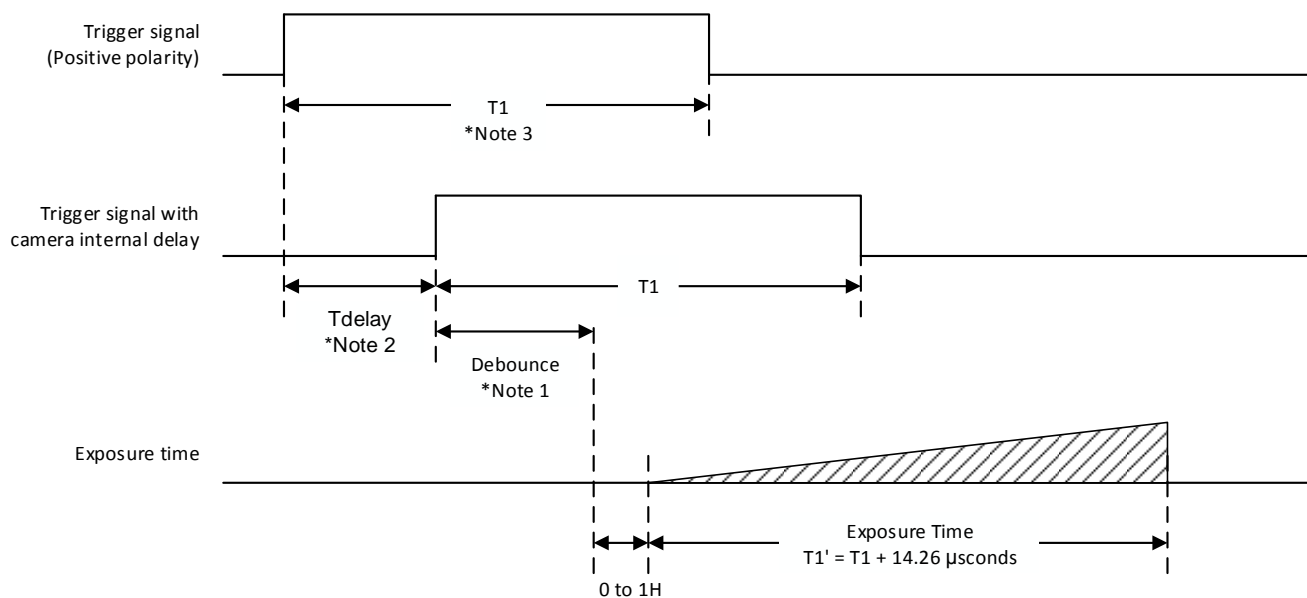 Trigger signal
(Positive polarity)
T1
*Note 3
Trigger signal with
camera internal delay
T1
Tdelay
*Note 2
Debounce
*Note 1
Exposure time
Exposure Time
T1' = T1 + 14.26 µsconds
0 to 1H